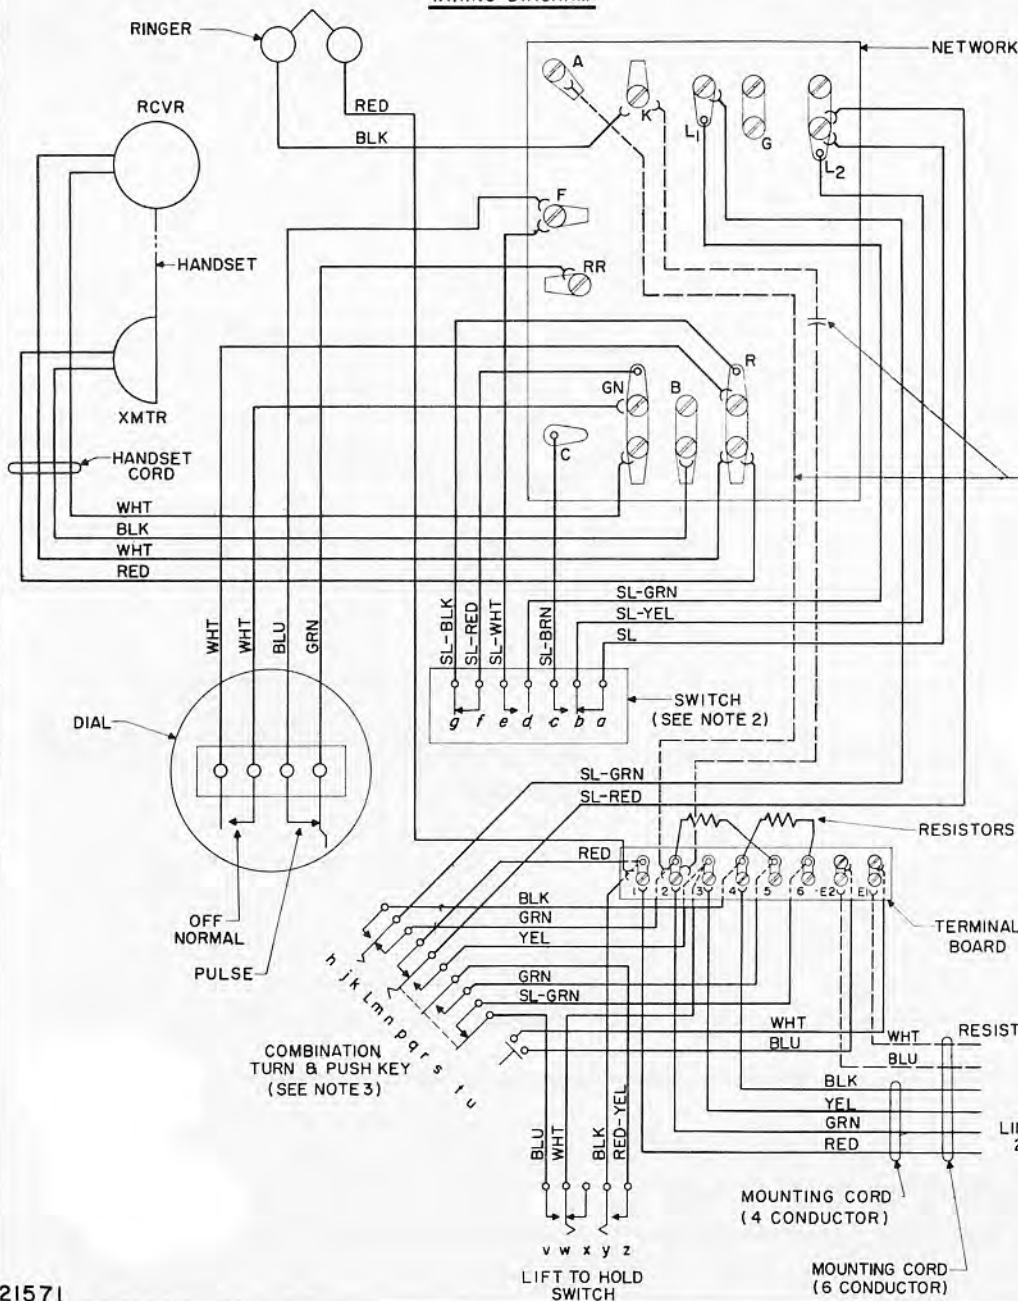 RINGER
NETWORK
RCVR
RED
BLK
A
K
L1
G
L2
F
HANDSET
RR
XMTR
GN
B
R
C
HANDSET
CORD
WHT
BLK
WHT
RED
WHT
WHT
BLU
GRN
SL-BLK
SL-RED
SL-WHT
SL-BRN
SL-GRN
SL-YEL
SL
DIAL
g f e d c b a
SWITCH
(SEE NOTE 2)
SL-GRN
SL-RED
RESISTORS
RED
1 2 3 4 5 6 E2 E1
BLK
GRN
YEL
GRN
SL-GRN
TERMINAL
BOARD
OFF
NORMAL
PULSE
h j k L m n p q r s t u
COMBINATION
TURN & PUSH KEY
(SEE NOTE 3)
WHT
BLU
WHT
BLU
BLK
YEL
GRN
RED
BLU
WHT
BLK
RED-YEL
MOUNTING CORD
(4 CONDUCTOR)
v w x y z
LIFT TO HOLD
SWITCH
MOUNTING CORD
(6 CONDUCTOR)
21571